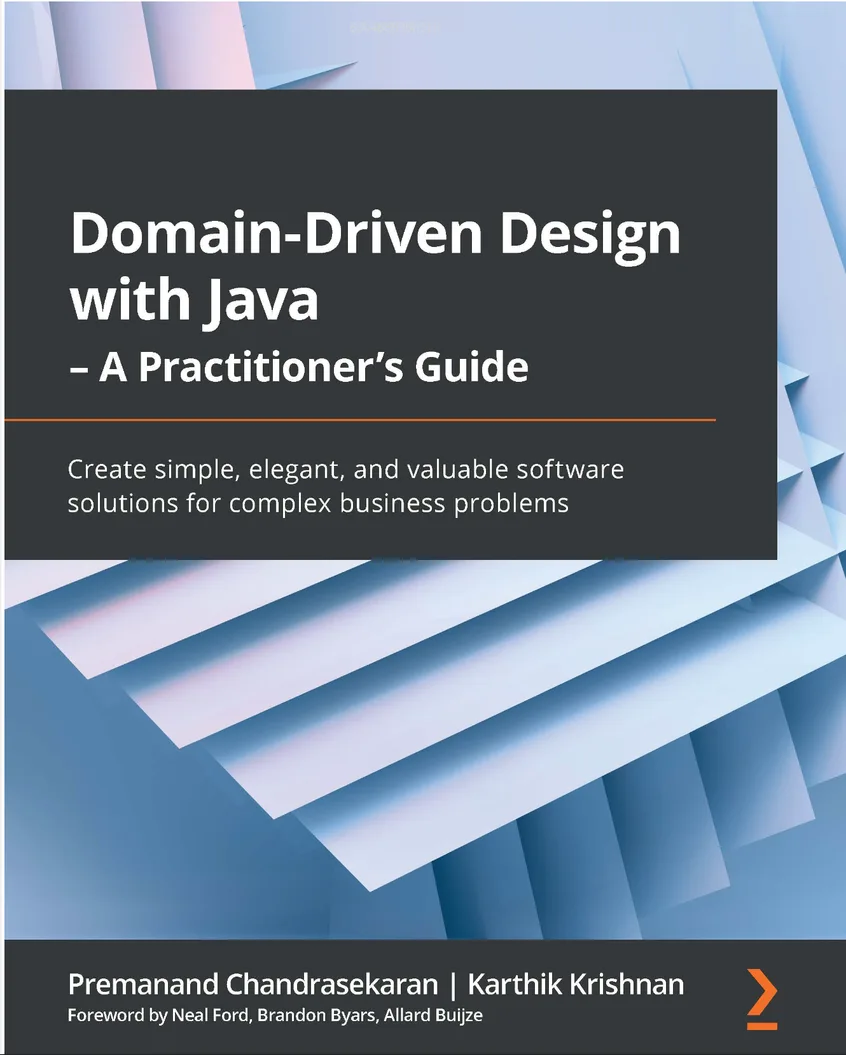 Domain-Driven Design
with Java
– A Practitioner’s Guide
Create simple, elegant, and valuable software
solutions for complex business problems
Premanand Chandrasekaran | Karthik Krishnan
Foreword by Neal Ford, Brandon Byars, Allard Buijze